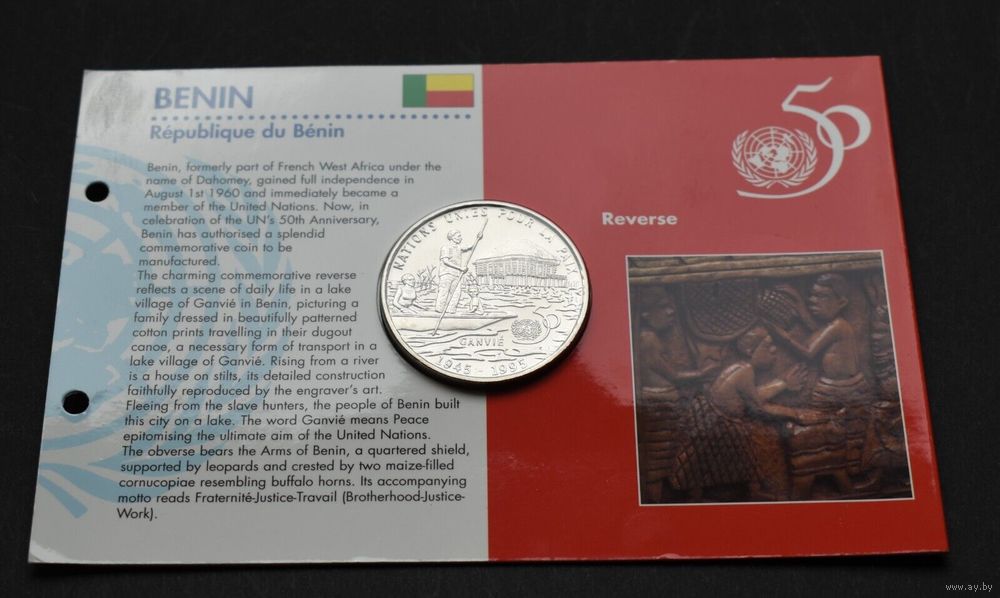 BENIN
République du Bénin
Benin, formerly part of French West Africa under the
name of Dahomey, gained full independence in
August 1st 1960 and immediately became a
member of the United Nations. Now, in
celebration of the UN's 50th Anniversary,
Benin has authorised a splendid
commemorative coin to be
manufactured.
The charming commemorative reverse
reflects a scene of daily life in a lake
village of Ganvié in Benin, picturing a
family dressed in beautifully patterned
cotton prints travelling in their dugout
canoe, a necessary form of transport in a
lake village of Ganvié. Rising from a river
is a house on stilts, its detailed construction
faithfully reproduced by the engraver's art.
Fleeing from the slave hunters, the people of Benin built
this city on a lake. The word Ganvié means Peace
epitomising the ultimate aim of the United Nations.
The obverse bears the Arms of Benin, a quartered shield,
supported by leopards and crested by two maize-filled
cornucopiae resembling buffalo horns. Its accompanying
motto reads Fraternité-Justice-Travail (Brotherhood-Justice-
Work).
NATIONS UNIES POUR LA PAIX
50
GANVIÉ
1945 - 1995
50
Reverse
www.ay.by